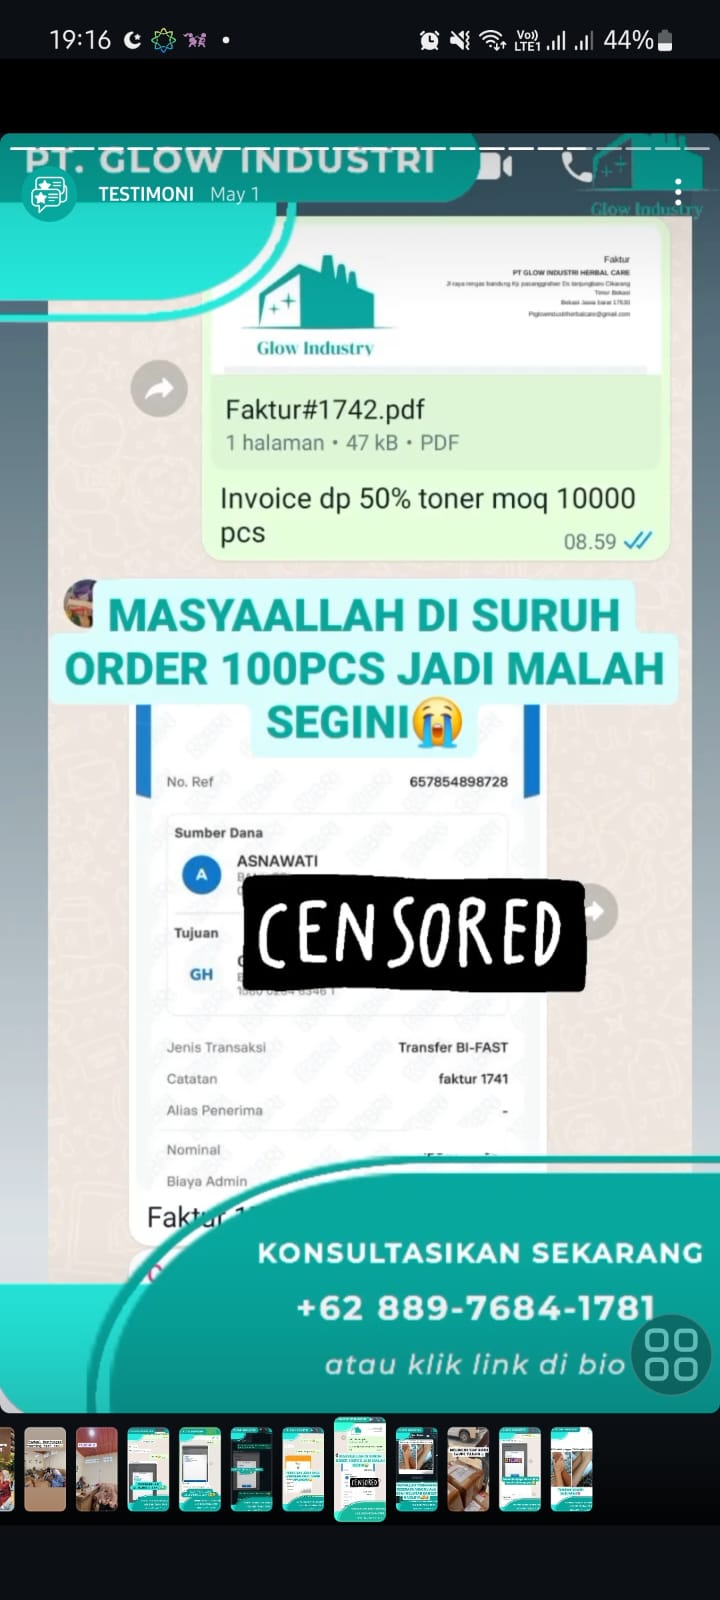 19:16
Vo)) LTE1
44%
PT. GLOW INDUSTRI
TESTIMONI May 1
Glow Industry
Faktur
PT GLOW INDUSTRI HERBAL CARE
Jl raya rengas bandung Kp pasanggrahan Ds tanjungbaru Cikarang
Timur Bekasi
Bekasi Jawa barat 17530
Ptglowindustriherbalcare@gmail.com
Glow Industry
Faktur#1742.pdf
1 halaman • 47 kB • PDF
Invoice dp 50% toner moq 10000
pcs
08.59
MASYAALLAH DI SURUH
ORDER 100PCS JADI MALAH
SEGINI😭
No. Ref 657854898728
Sumber Dana
A ASNAWATI
CENSORED
Tujuan
GH
Jenis Transaksi Transfer BI-FAST
Catatan faktur 1741
Alias Penerima -
Nominal
Biaya Admin
KONSULTASIKAN SEKARANG
+62 889-7684-1781
atau klik link di bio